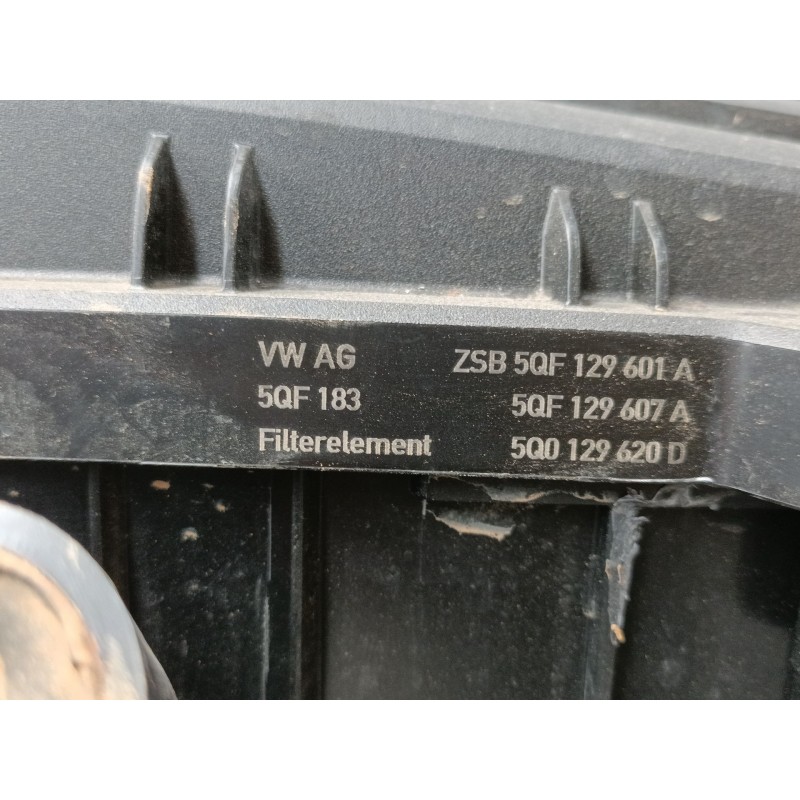 VW AG ZSB 5QF 129 601 A
5QF 183 5QF 129 607 A
Filterelement 5Q0 129 620 D